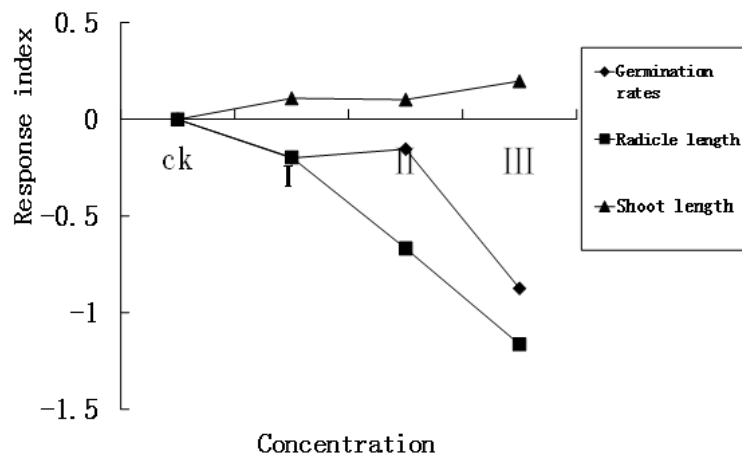 0.5
0
-0.5
-1
-1.5
Response index
ck
I
II
III
Concentration
Germination
rates
Radicle length
Shoot length